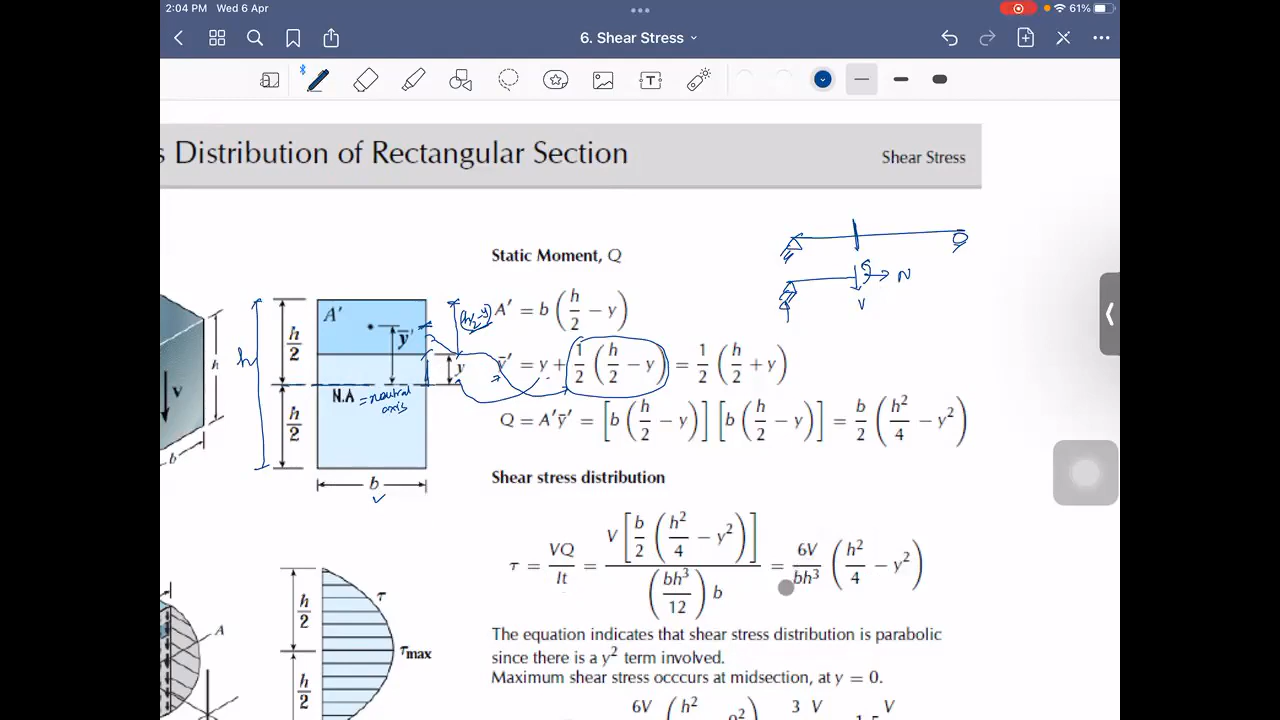 2:04 PM Wed 6 Apr
61%
6. Shear Stress
T
s Distribution of Rectangular Section
Shear Stress
Static Moment, Q
A′ = b (h/2 − y)
ȳ′ = y + 1/2 (h/2 − y) = 1/2 (h/2 + y)
Q = A′ȳ′ = [b (h/2 − y)] [b (h/2 − y)] = b/2 (h²/4 − y²)
Shear stress distribution
τ = VQ/It = V [b/2 (h²/4 − y²)] / (bh³/12) b = 6V/bh³ (h²/4 − y²)
The equation indicates that shear stress distribution is parabolic
since there is a y² term involved.
Maximum shear stress occcurs at midsection, at y = 0.
6V (h² 3 V V
N
V
h
v
b
h
h/2
h/2
A′
ȳ′
(h/2-y)
y
N.A = neutral
axis
b
A
h/2
h/2
τ
τmax